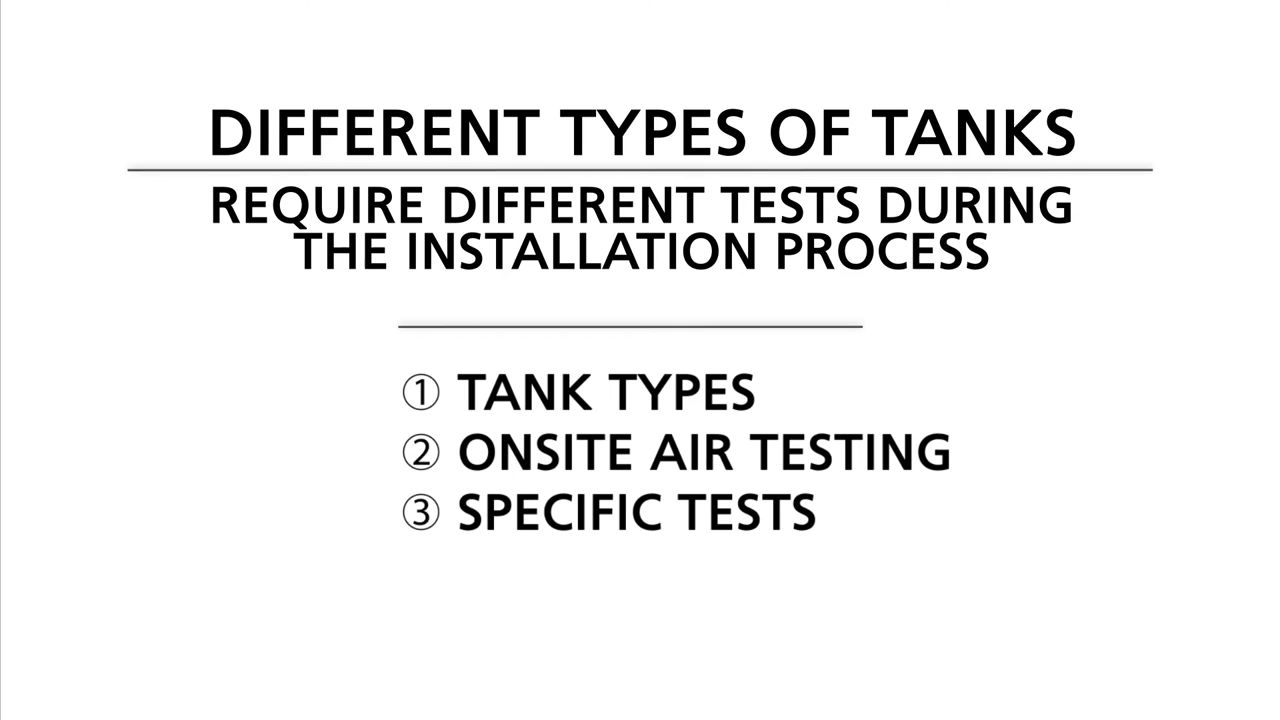 DIFFERENT TYPES OF TANKS
REQUIRE DIFFERENT TESTS DURING
THE INSTALLATION PROCESS
① TANK TYPES
② ONSITE AIR TESTING
③ SPECIFIC TESTS